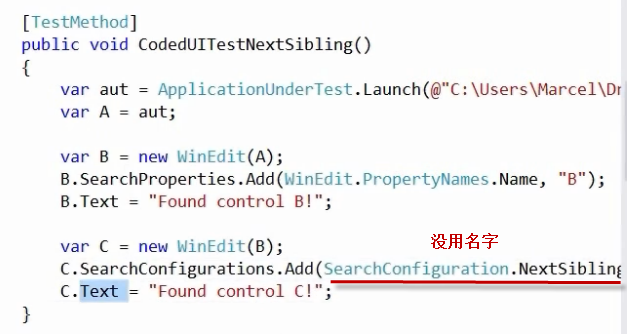 [TestMethod]
public void CodedUITestNextSibling()
{
var aut = ApplicationUnderTest.Launch(@"C:\Users\Marcel\Dr
var A = aut;
var B = new WinEdit(A);
B.SearchProperties.Add(WinEdit.PropertyNames.Name, "B");
B.Text = "Found control B!";
没用名字
var C = new WinEdit(B);
C.SearchConfigurations.Add(SearchConfiguration.NextSibling
C.Text = "Found control C!";
}